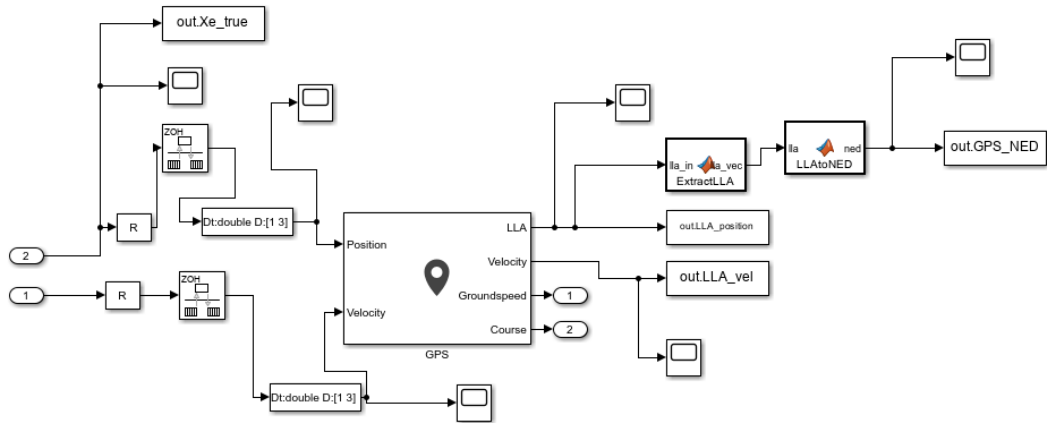 out.Xe_true
ZOH
R
Dt:double D:[1 3]
2
1
R
ZOH
Dt:double D:[1 3]
Position
Velocity
LLA
Velocity
Groundspeed
Course
GPS
1
2
lla_in
a_vec
ExtractLLA
lla
ned
LLAtoNED
out.GPS_NED
out.LLA_position
out.LLA_vel